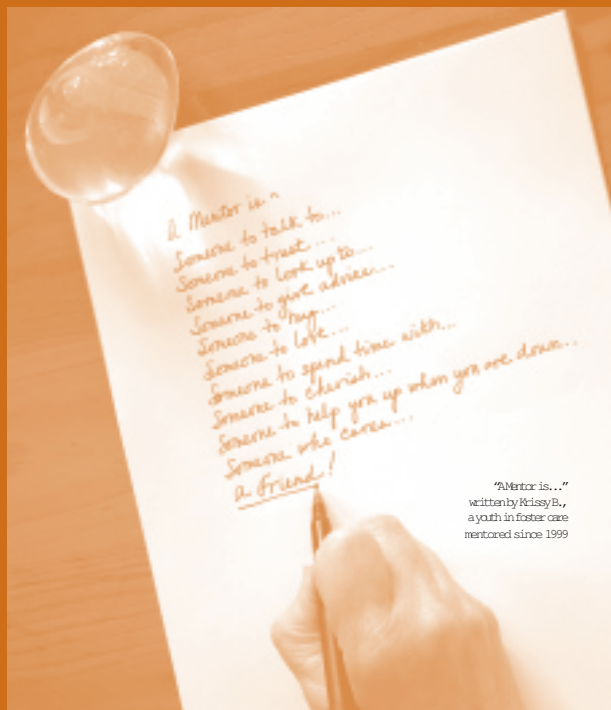 A Mentor is...
Someone to talk to...
Someone to trust...
Someone to look up to...
Someone to give advice...
Someone to hug...
Someone to love...
Someone to spend time with...
Someone to cherish...
Someone to help you up when you are down...
Someone who cares...
a friend!
"A Mentor is..."
written by Krissy B.,
a youth in foster care
mentored since 1999